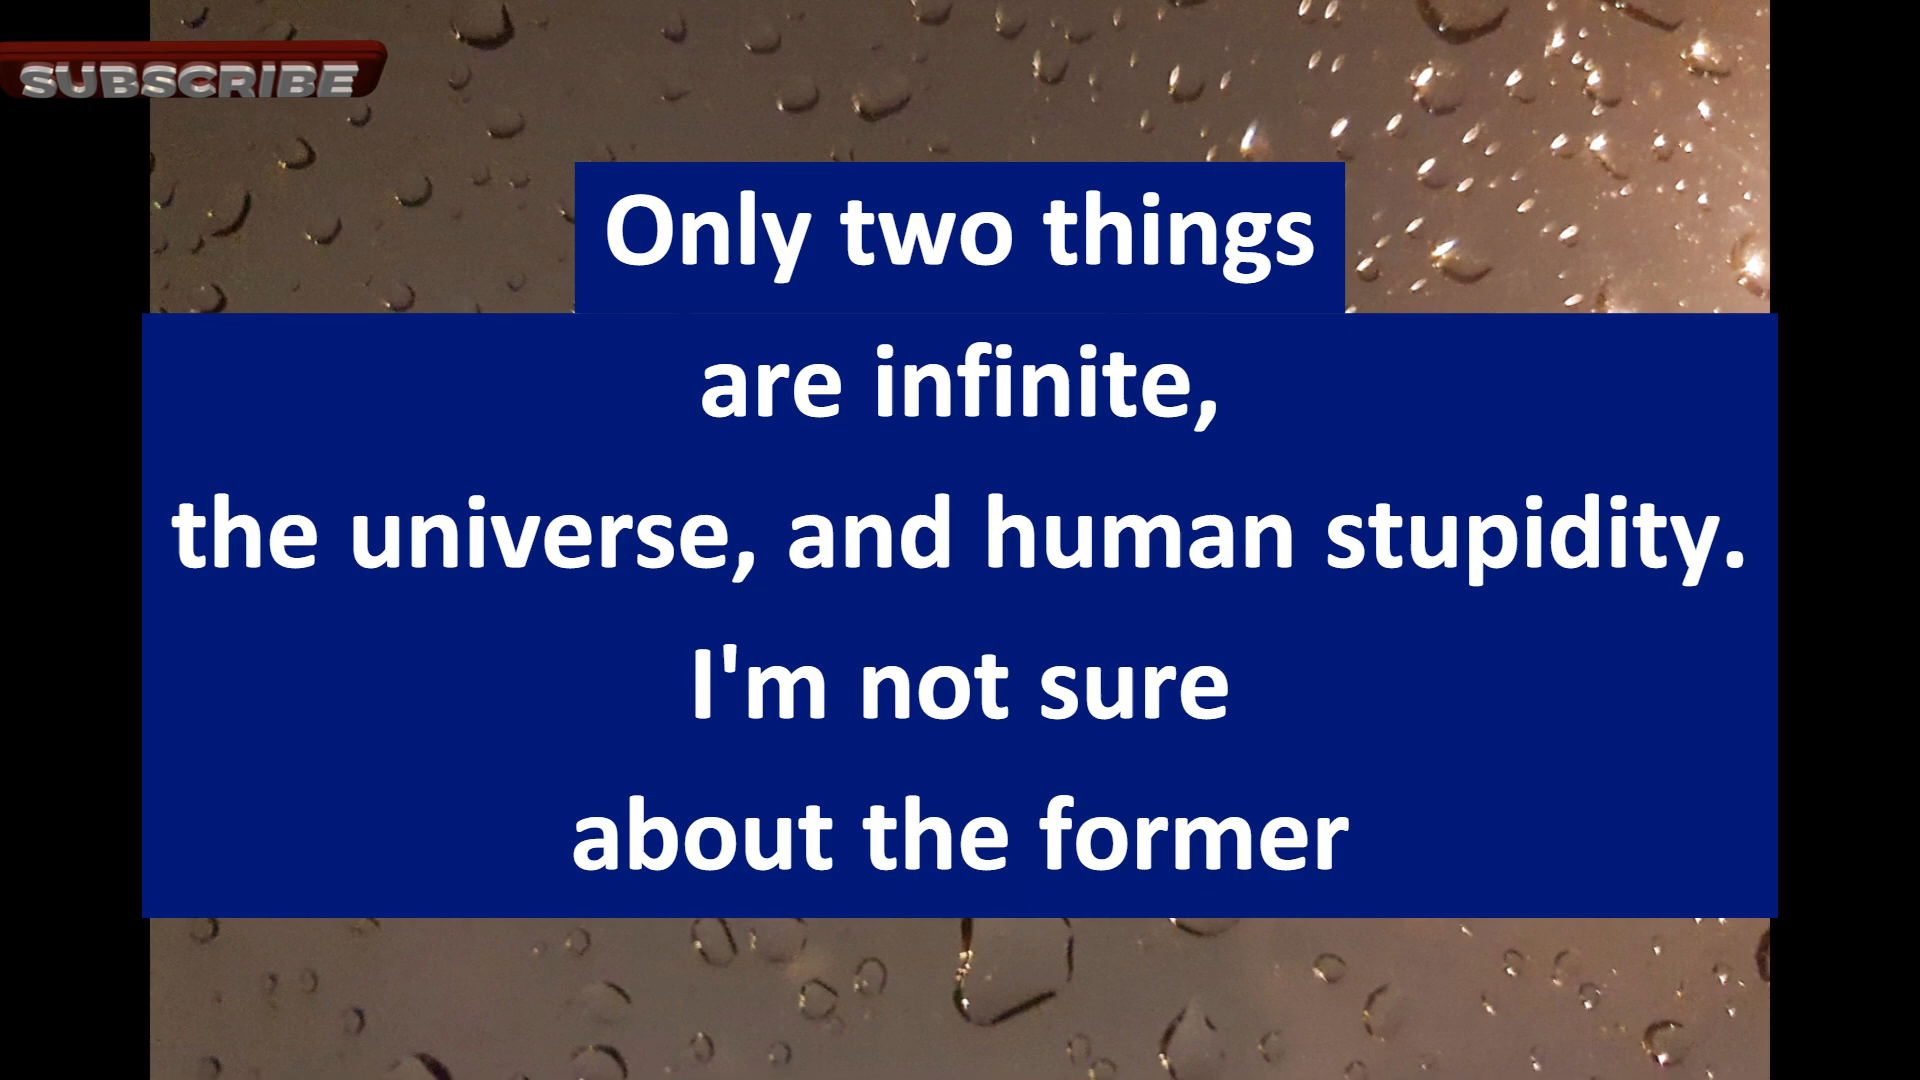 SUBSCRIBE
Only two things
are infinite,
the universe, and human stupidity.
I'm not sure
about the former